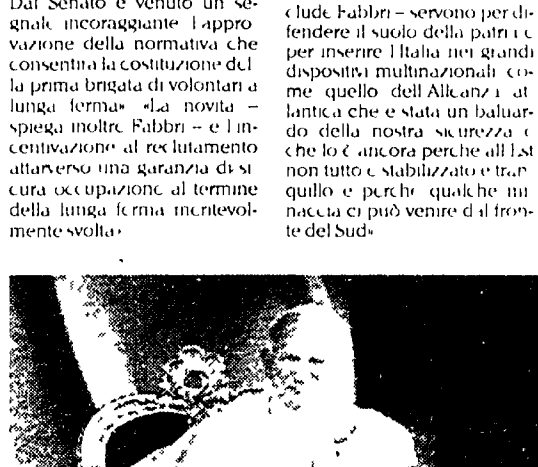 Dal Senato è venuto un se-
gnale incoraggiante l appro
vazione della normativa che
consentirà la costituzione del
la prima brigata di volontari a
lunga ferma» «La novità –
spiega inoltre Fabbri – e l in-
centivazione al reclutamento
attarverso una garanzia di si
cura occupazione al termine
della lunga ferma meritevol-
mente svolta»
clude Fabbri – servono per di-
fendere il suolo della patria e
per inserire l Italia nei grandi
dispositivi multinazionali co-
me quello dell Alleanza at
lantica che e stata un baluar-
do della nostra sicurezza e
che lo è ancora perche all Est
non tutto e stabilizzato e tran
quillo e perche qualche mi
naccia ci può venire dal fron-
te del Sud»